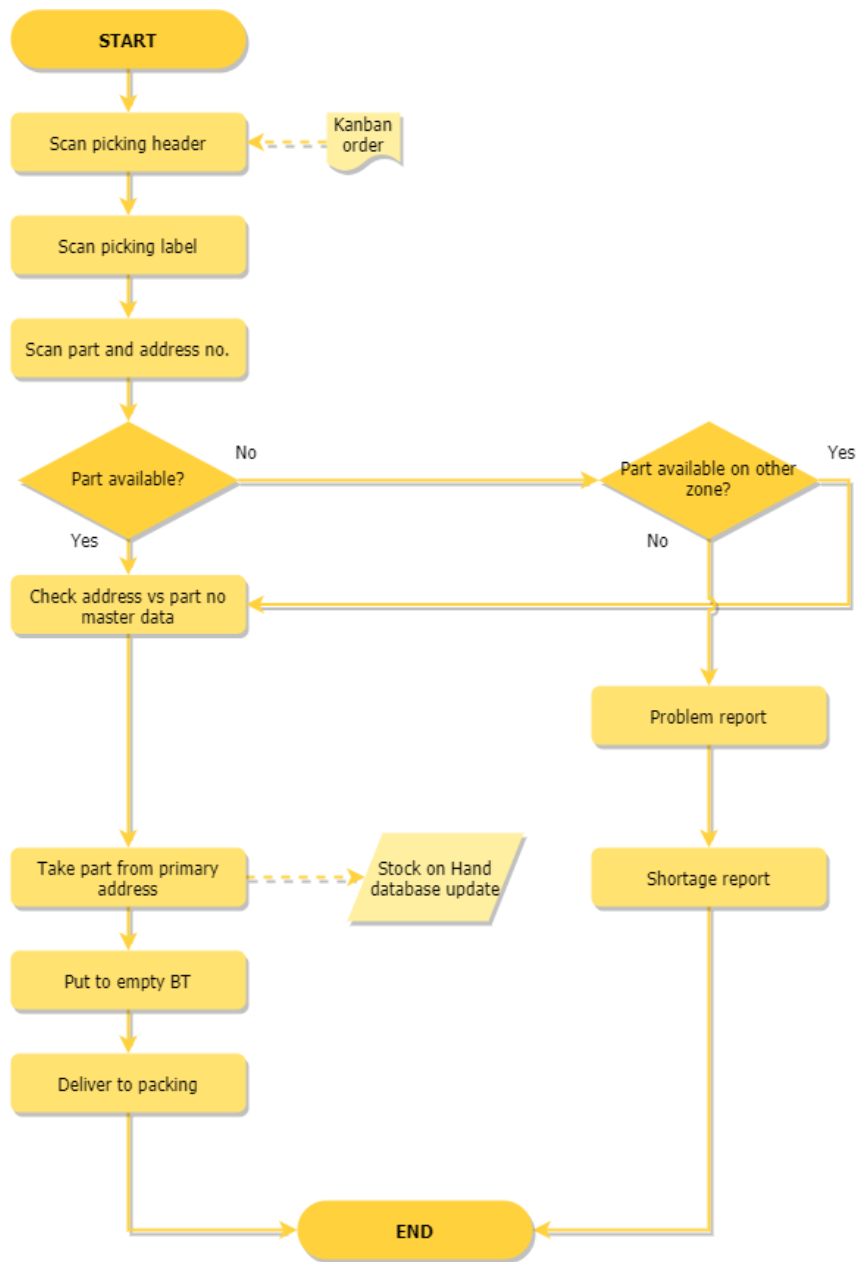 START
Scan picking header
Kanban
order
Scan picking label
Scan part and address no.
Part available?
No
Part available on other
zone?
Yes
Yes
No
Check address vs part no
master data
Problem report
Take part from primary
address
Stock on Hand
database update
Shortage report
Put to empty BT
Deliver to packing
END